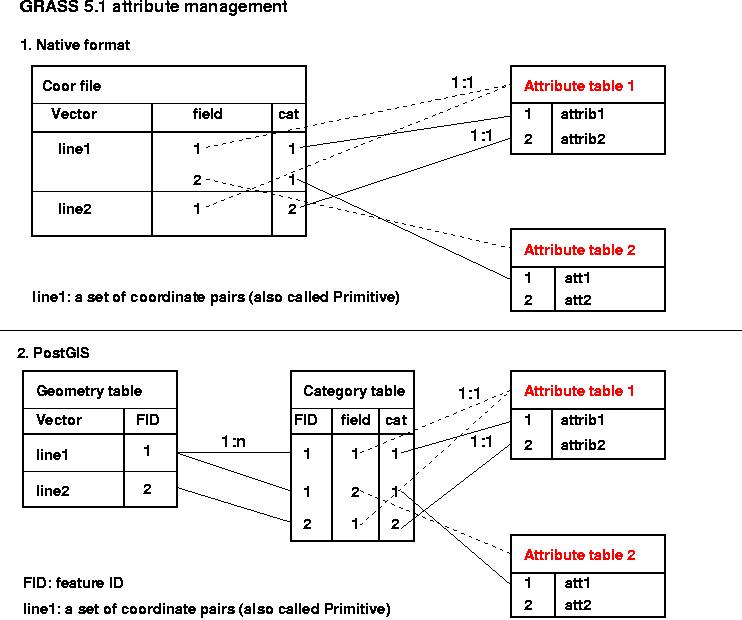 GRASS 5.1 attribute management
1. Native format
Coor file
Vector field cat
line1 1 1
2 1
line2 1 2
1:1
1:1
Attribute table 1
1 attrib1
2 attrib2
Attribute table 2
1 att1
2 att2
line1: a set of coordinate pairs (also called Primitive)
2. PostGIS
Geometry table
Vector FID
line1 1
line2 2
1:n
Category table
FID field cat
1 1 1
1 2 1
2 1 2
1:1
1:1
Attribute table 1
1 attrib1
2 attrib2
Attribute table 2
1 att1
2 att2
FID: feature ID
line1: a set of coordinate pairs (also called Primitive)